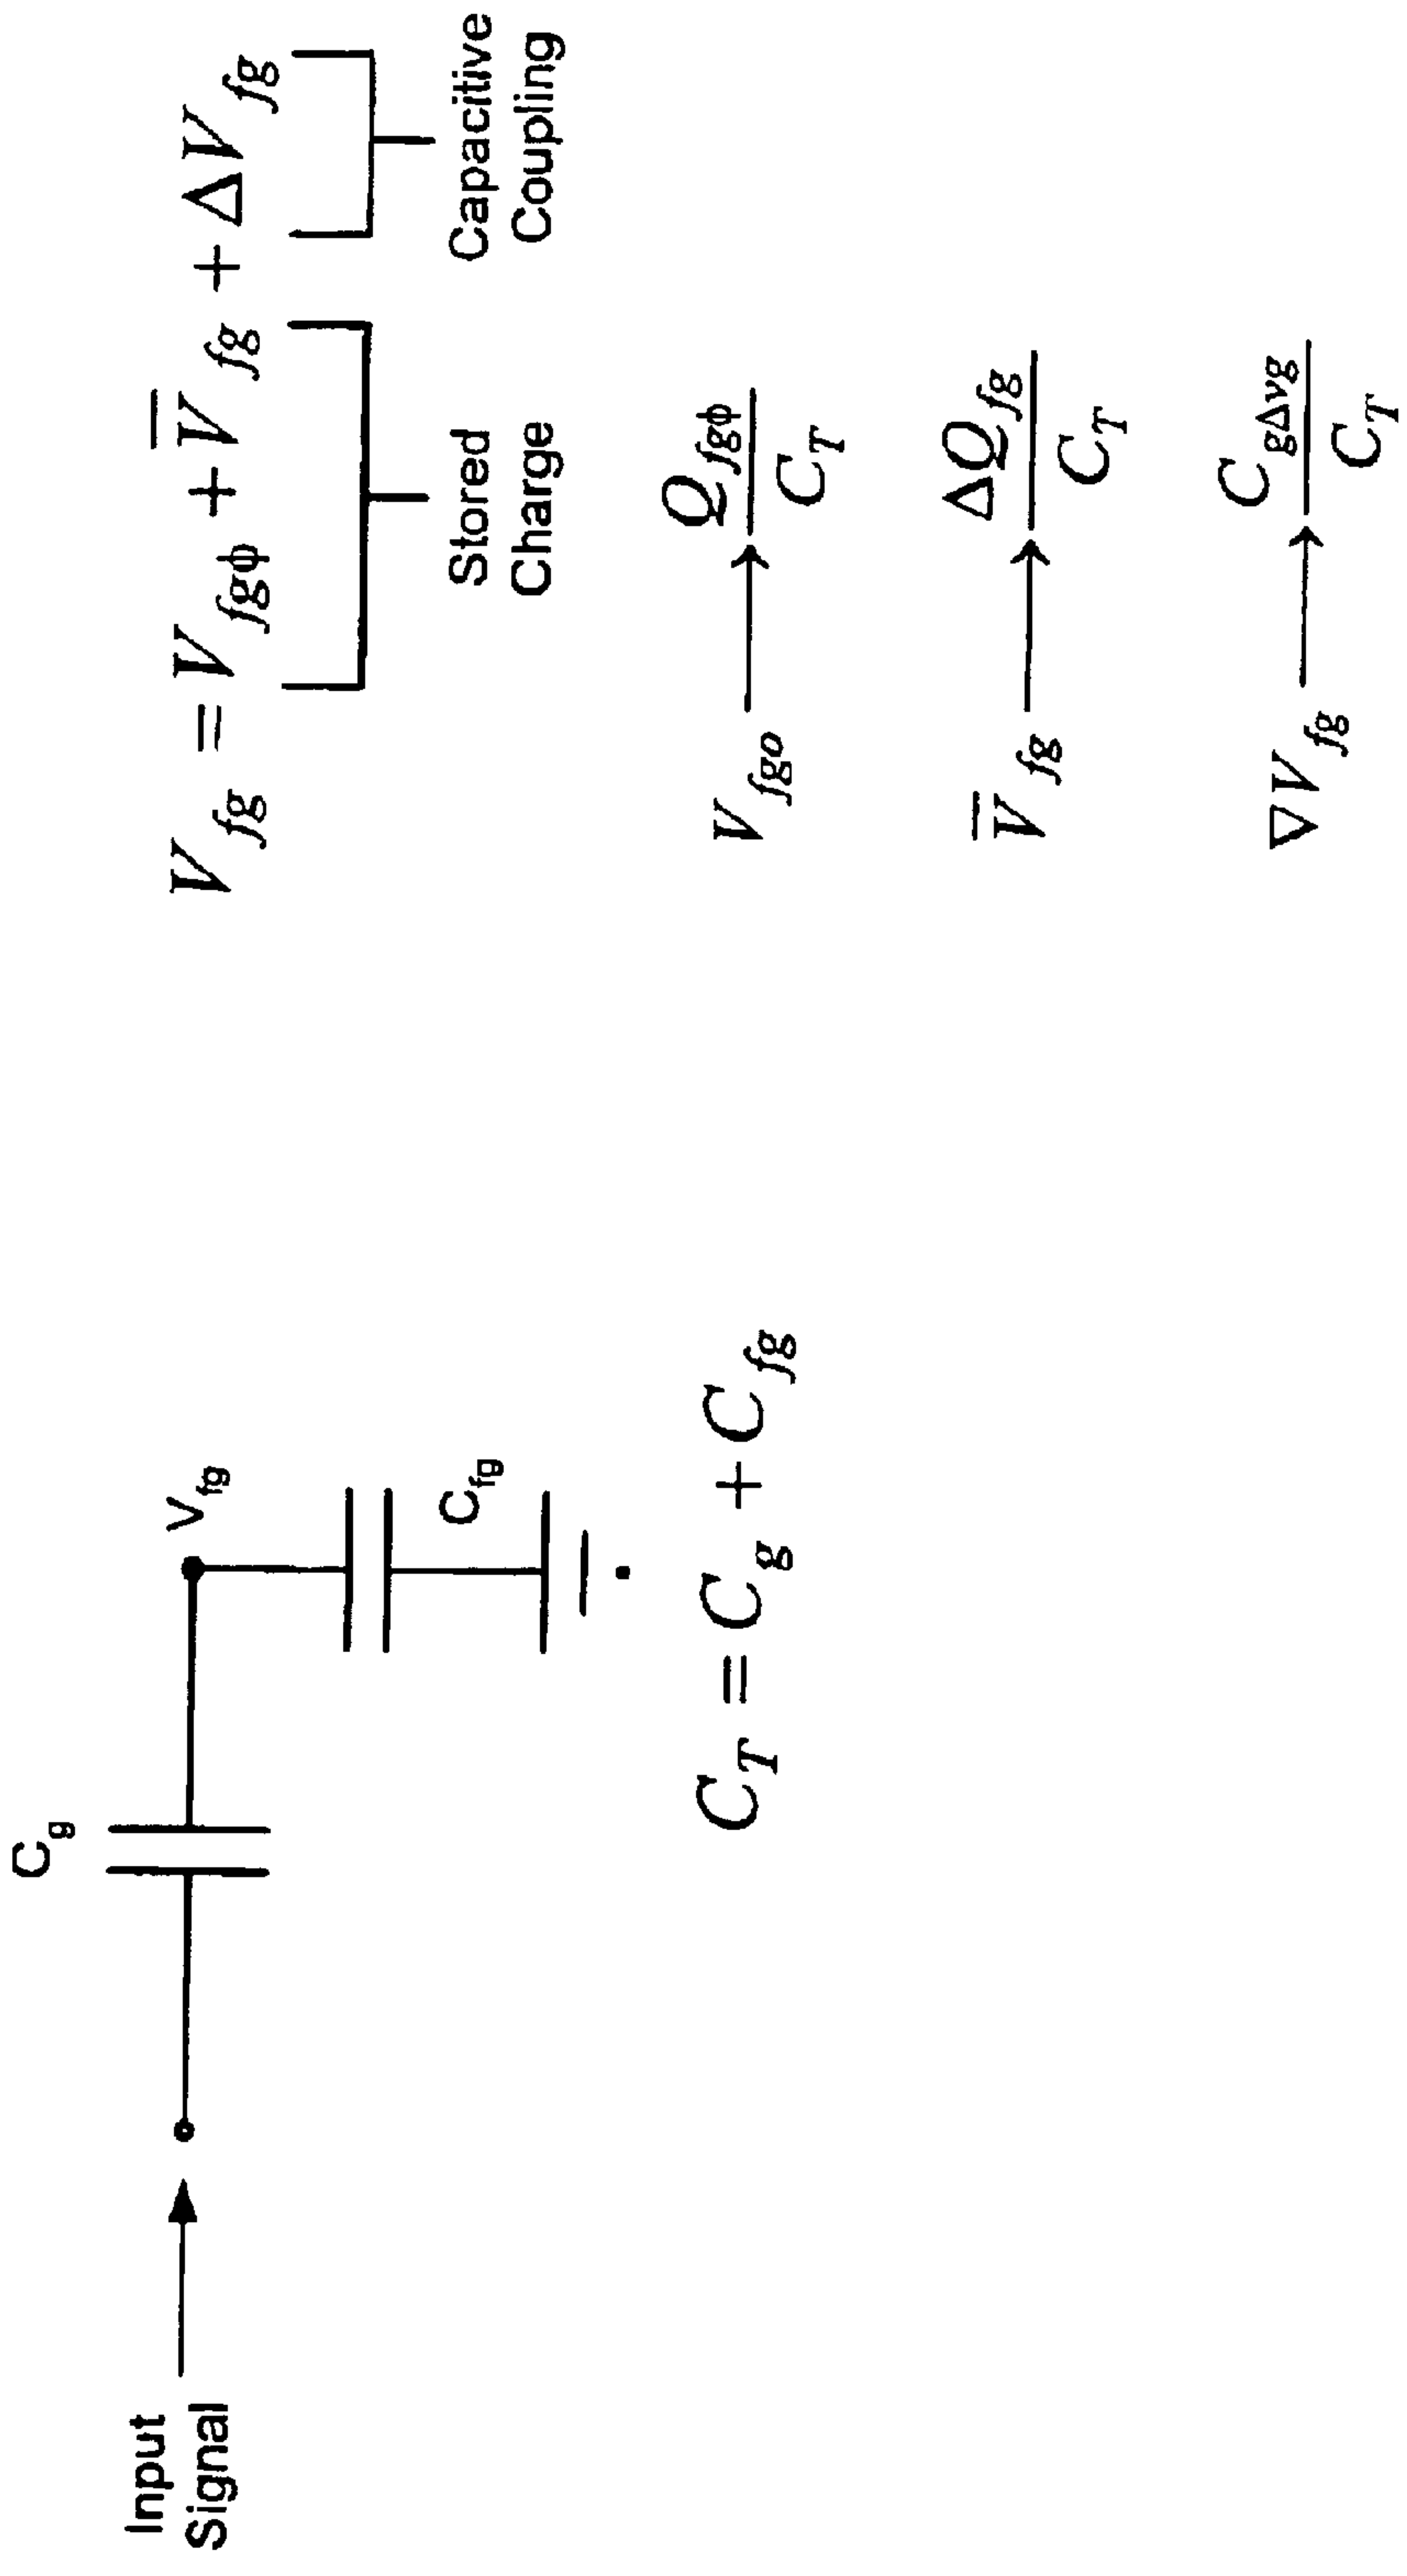 Input
Signal
C_g
V_fg
C_fg
C_T = C_g + C_fg
V_fg = V_fgϕ + V̅_fg + ΔV_fg
Stored
Charge
Capacitive
Coupling
V_fgo → Q_fgϕ / C_T
V̅_fg → ΔQ_fg / C_T
∇V_fg → C_gΔvg / C_T